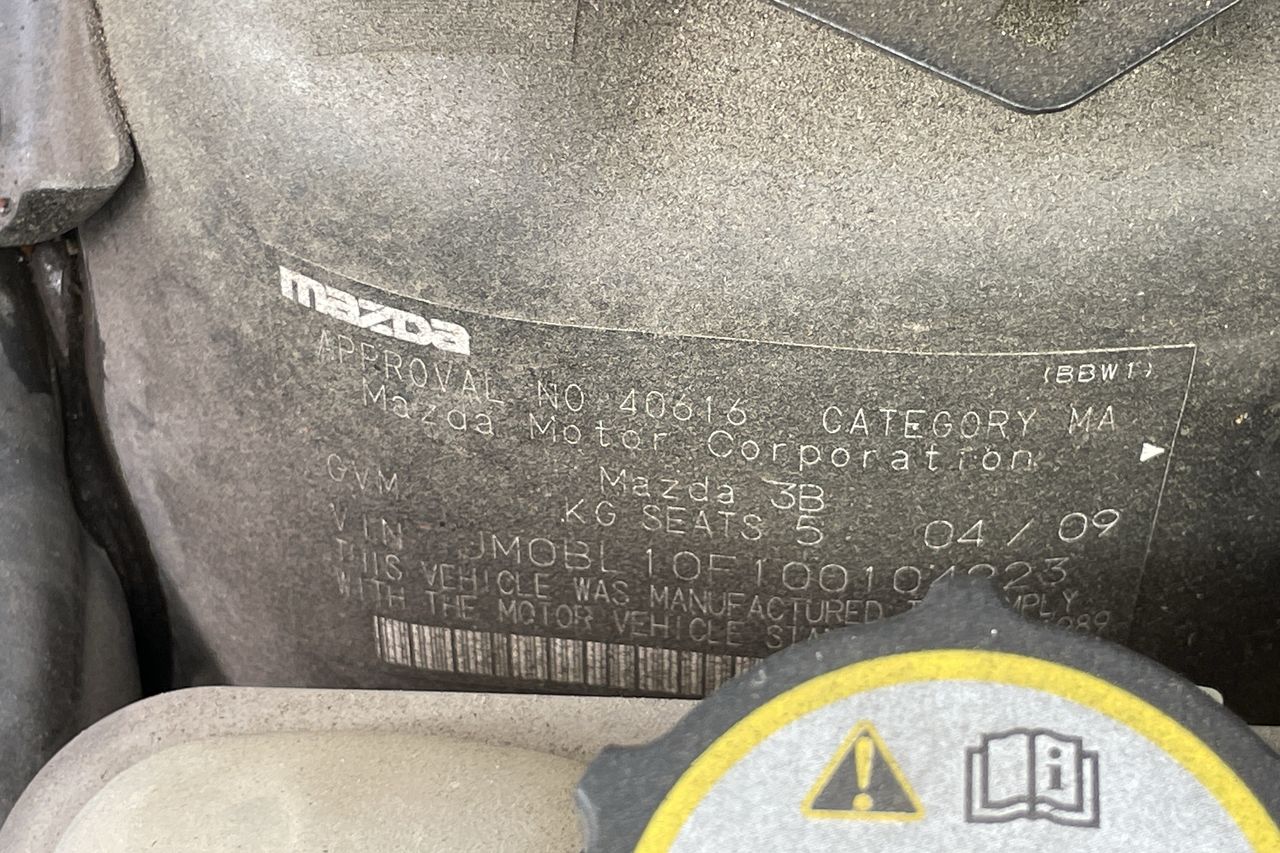 mazDa
(BBW1)
APPROVAL NO 40616 CATEGORY MA
Mazda Motor Corporation
Mazda 3B
GVM KG SEATS 5 04 / 09
VIN
THIS VEHICLE WAS MANUFACTURED
WITH THE MOTOR VEHICLE
i